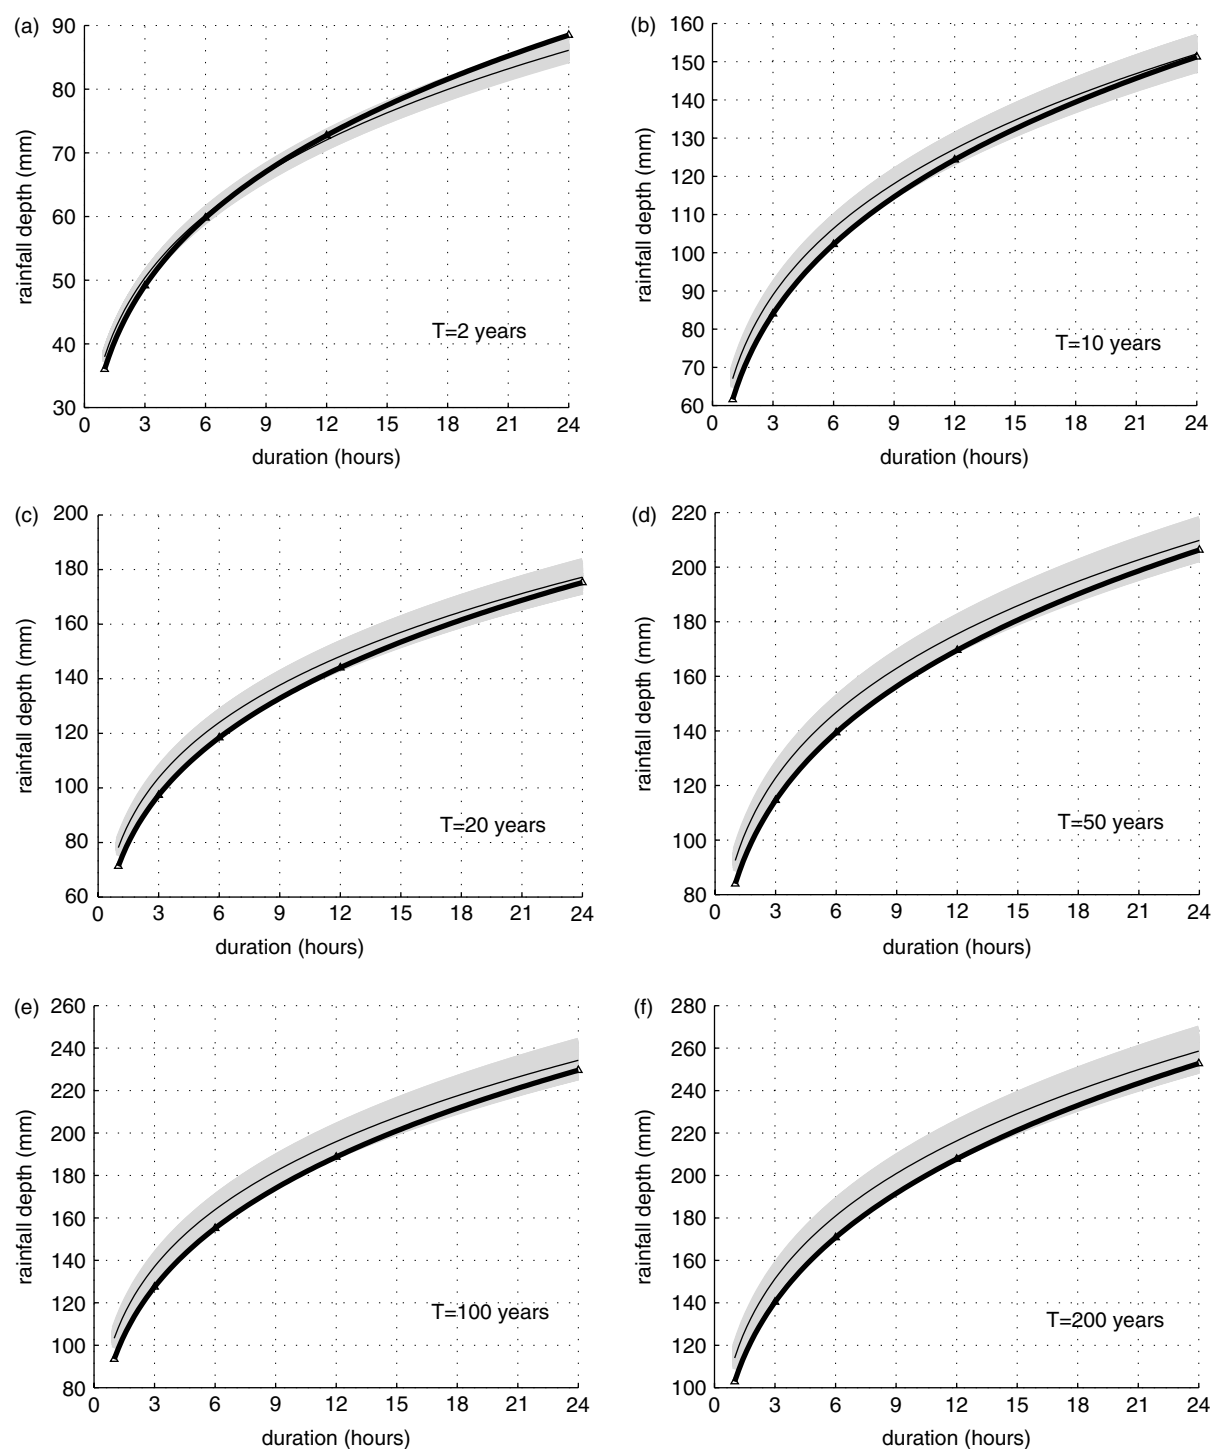 (a)
90
80
70
60
50
40
30
rainfall depth (mm)
T=2 years
0 3 6 9 12 15 18 21 24
duration (hours)
(b)
160
150
140
130
120
110
100
90
80
70
60
rainfall depth (mm)
T=10 years
0 3 6 9 12 15 18 21 24
duration (hours)
(c)
200
180
160
140
120
100
80
60
rainfall depth (mm)
T=20 years
0 3 6 9 12 15 18 21 24
duration (hours)
(d)
220
200
180
160
140
120
100
80
rainfall depth (mm)
T=50 years
0 3 6 9 12 15 18 21 24
duration (hours)
(e)
260
240
220
200
180
160
140
120
100
80
rainfall depth (mm)
T=100 years
0 3 6 9 12 15 18 21 24
duration (hours)
(f)
280
260
240
220
200
180
160
140
120
100
rainfall depth (mm)
T=200 years
0 3 6 9 12 15 18 21 24
duration (hours)